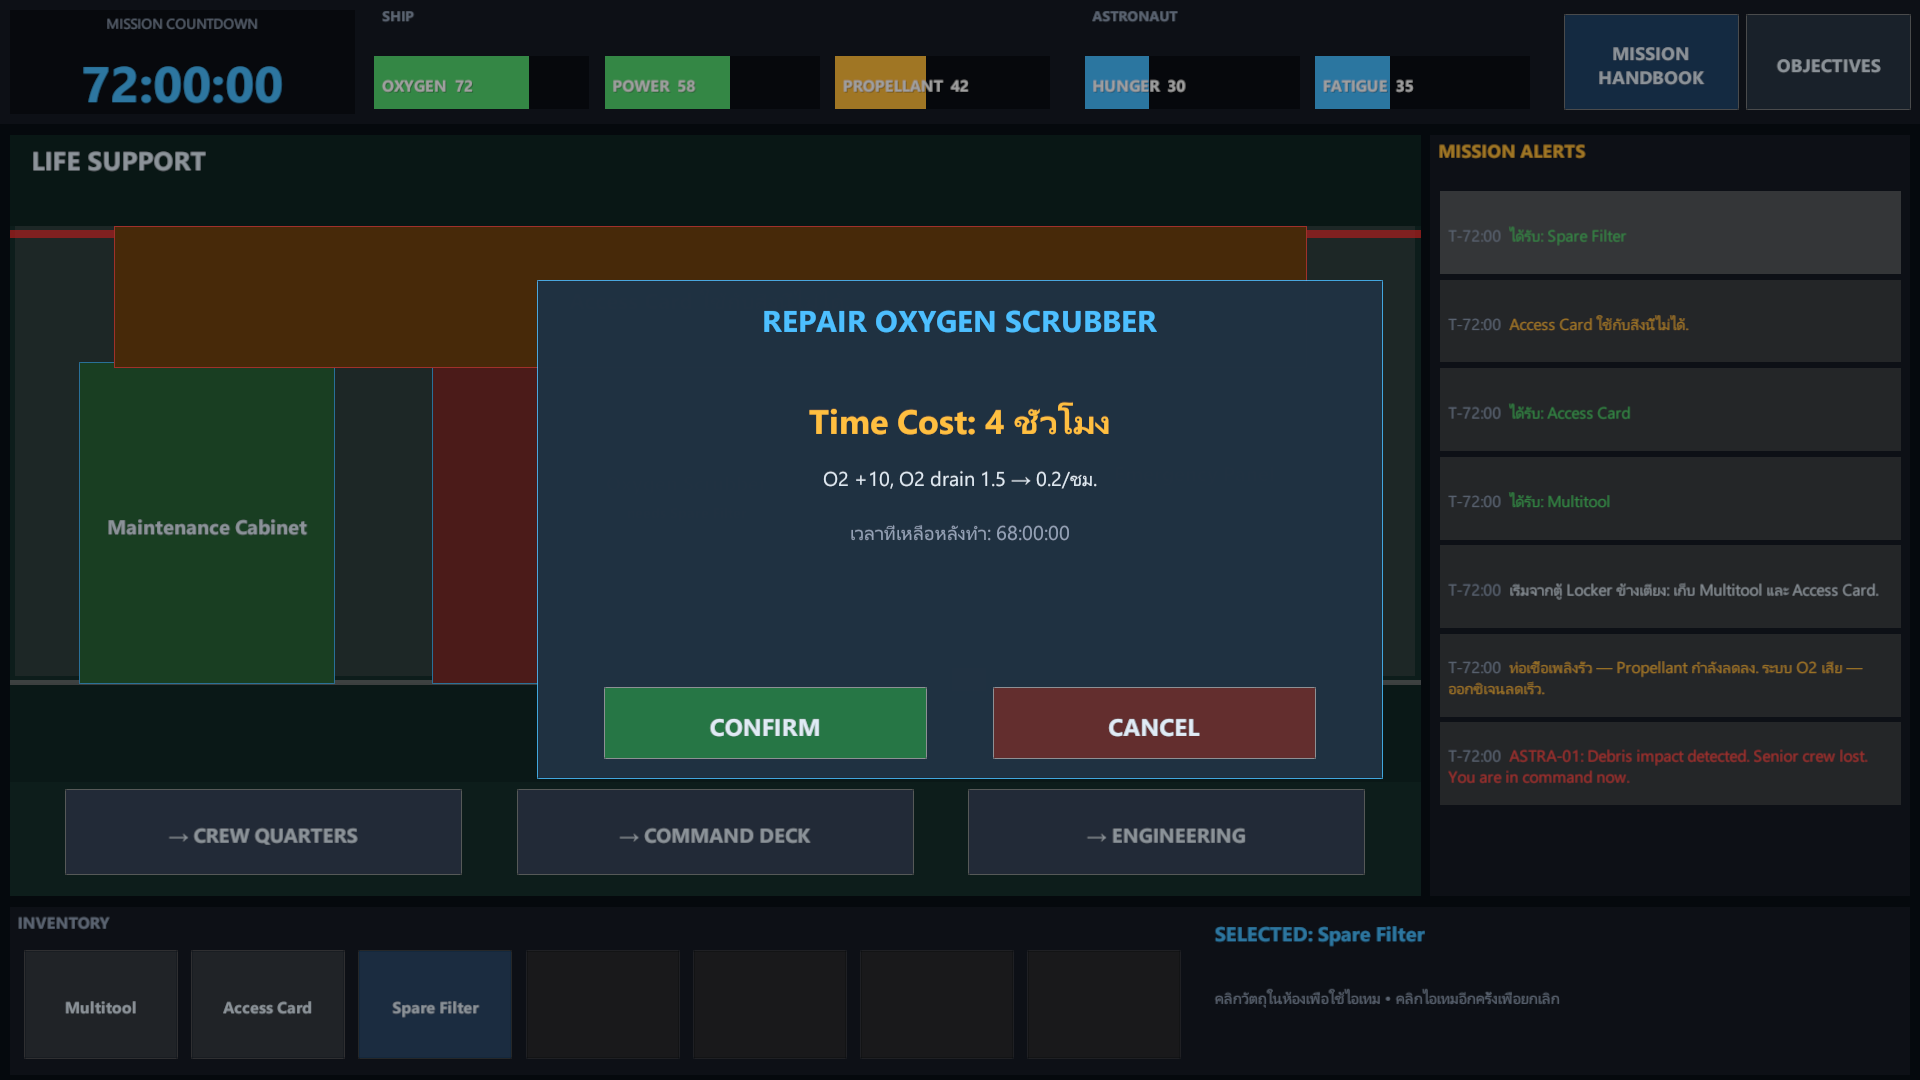 MISSION COUNTDOWN
72:00:00
SHIP
OXYGEN 72
POWER 58
PROPELLANT 42
ASTRONAUT
HUNGER 30
FATIGUE 35
MISSION
HANDBOOK
OBJECTIVES
LIFE SUPPORT
Maintenance Cabinet
REPAIR OXYGEN SCRUBBER
Time Cost: 4 ชั่วโมง
O2 +10, O2 drain 1.5 → 0.2/ชม.
เวลาที่เหลือหลังทำ: 68:00:00
CONFIRM
CANCEL
→ CREW QUARTERS
→ COMMAND DECK
→ ENGINEERING
MISSION ALERTS
T-72:00 ได้รับ: Spare Filter
T-72:00 Access Card ใช้กับสิ่งนี้ไม่ได้.
T-72:00 ได้รับ: Access Card
T-72:00 ได้รับ: Multitool
T-72:00 เริ่มจากตู้ Locker ข้างเตียง: เก็บ Multitool และ Access Card.
T-72:00 ท่อเชื้อเพลิงรั่ว — Propellant กำลังลดลง. ระบบ O2 เสีย —
ออกซิเจนลดเร็ว.
T-72:00 ASTRA-01: Debris impact detected. Senior crew lost.
You are in command now.
INVENTORY
Multitool
Access Card
Spare Filter
SELECTED: Spare Filter
คลิกวัตถุในห้องเพื่อใช้ไอเทม • คลิกไอเทมอีกครั้งเพื่อยกเลิก